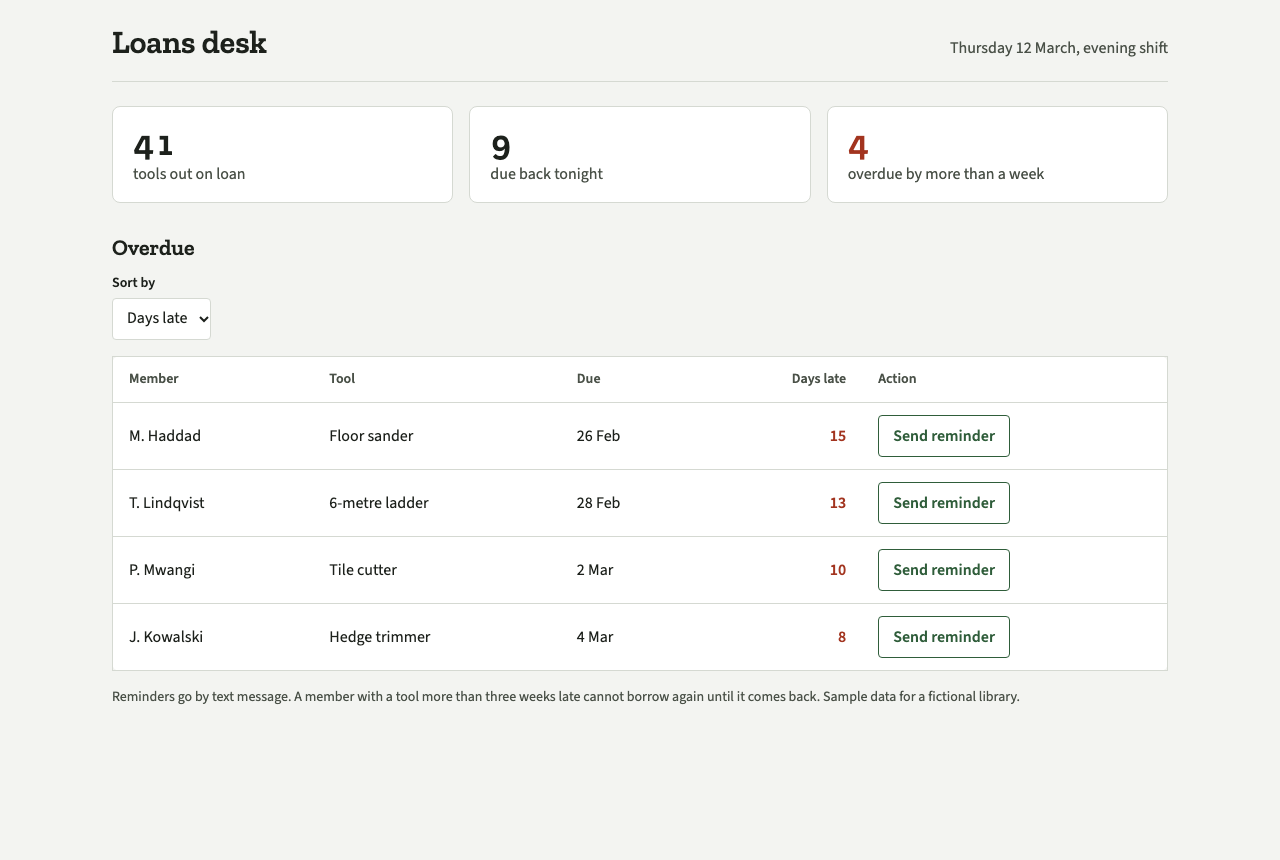 Loans desk
Thursday 12 March, evening shift
41
tools out on loan
9
due back tonight
4
overdue by more than a week
Overdue
Sort by
Days late
Member Tool Due Days late Action
M. Haddad Floor sander 26 Feb 15 Send reminder
T. Lindqvist 6-metre ladder 28 Feb 13 Send reminder
P. Mwangi Tile cutter 2 Mar 10 Send reminder
J. Kowalski Hedge trimmer 4 Mar 8 Send reminder
Reminders go by text message. A member with a tool more than three weeks late cannot borrow again until it comes back. Sample data for a fictional library.